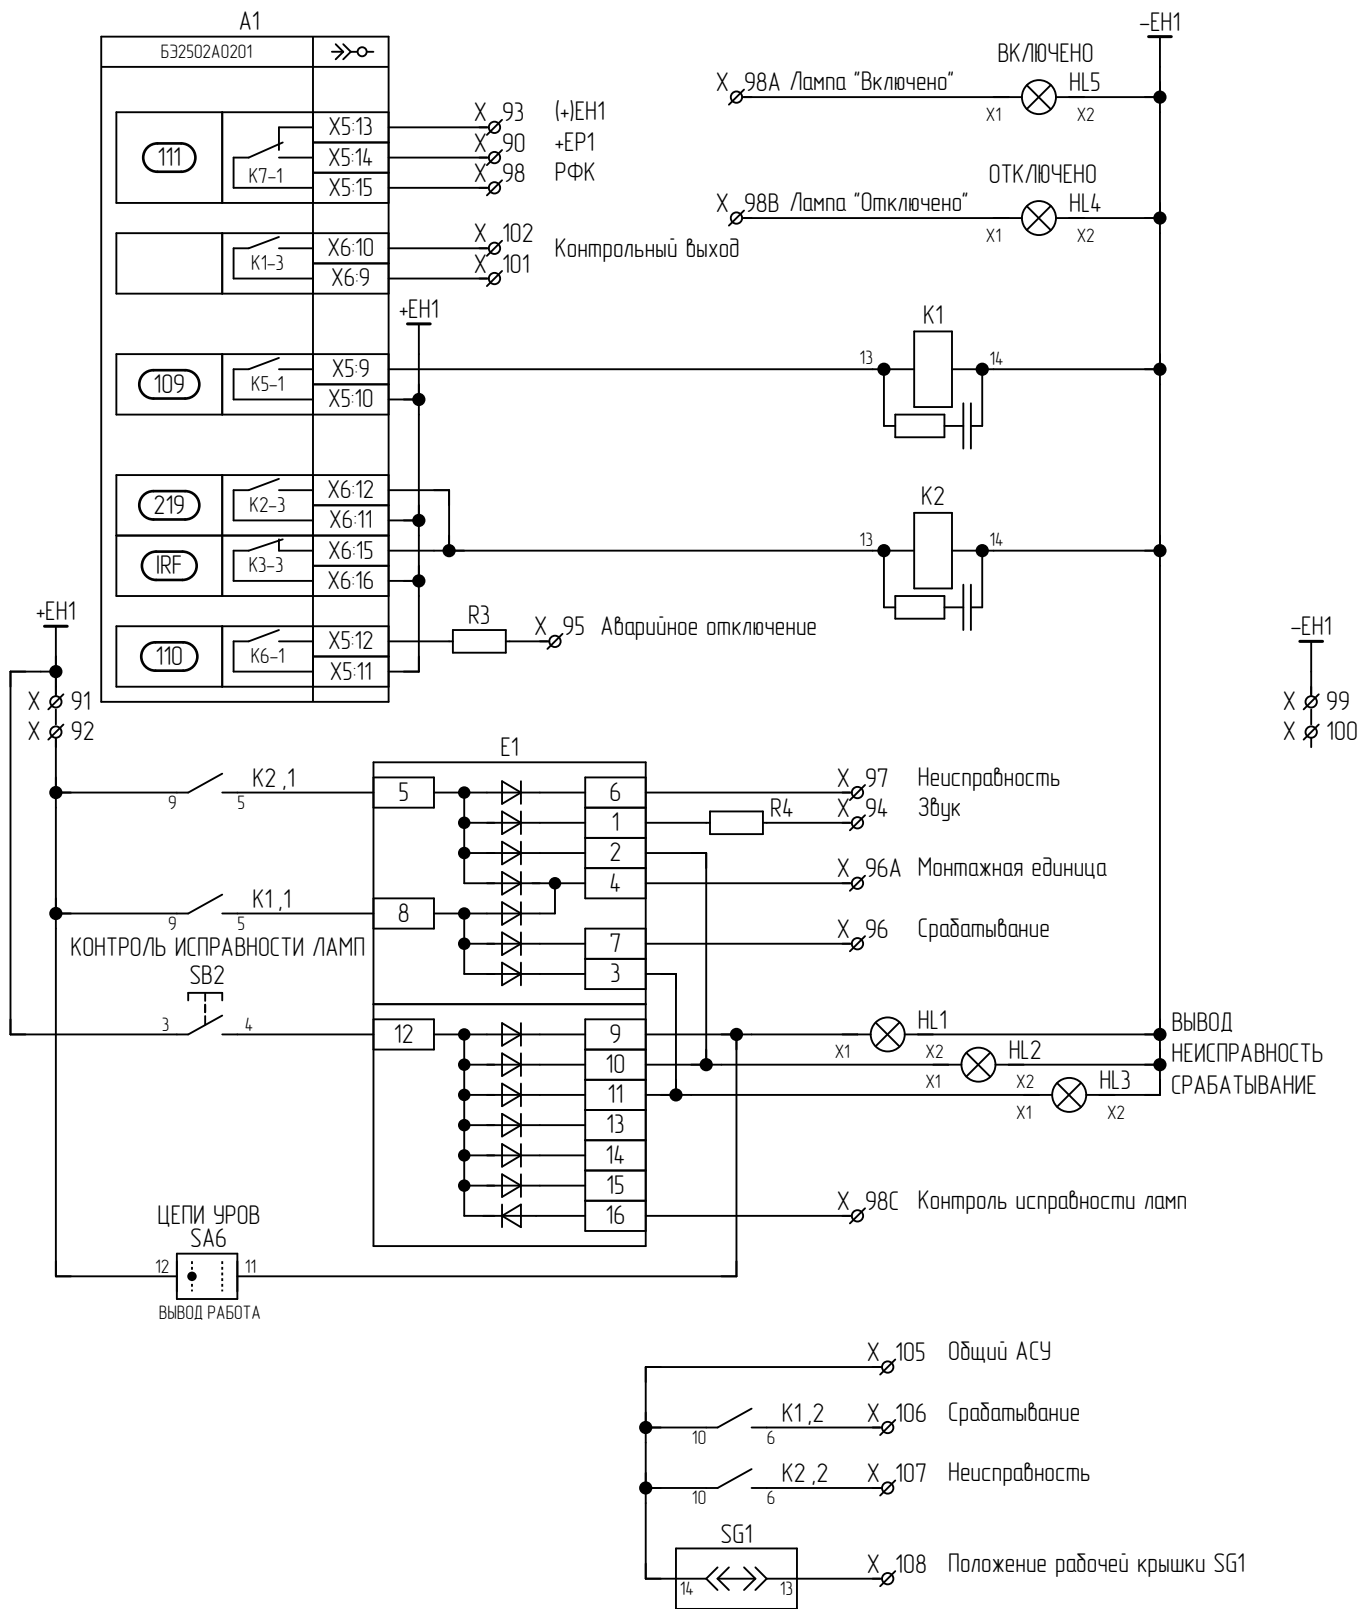 A1
БЭ2502А0201
111
K7-1
X5:13
X5:14
X5:15
X 93 (+)EH1
X 90 +EP1
X 98 РФК
K1-3
X6:10
X6:9
X 102
X 101
Контрольный выход
+EH1
109
K5-1
X5:9
X5:10
219
K2-3
X6:12
X6:11
IRF
K3-3
X6:15
X6:16
110
K6-1
X5:12
X5:11
R3
X 95 Аварийное отключение
-EH1
ВКЛЮЧЕНО
X 98А Лампа "Включено"
X1
HL5
X2
ОТКЛЮЧЕНО
X 98В Лампа "Отключено"
X1
HL4
X2
K1
13
14
K2
13
14
-EH1
X 99
X 100
+EH1
X 91
X 92
E1
K2,1
9
5
5
6
1
2
4
X 97 Неисправность
R4
X 94 Звук
X 96А Монтажная единица
K1,1
9
5
8
7
3
X 96 Срабатывание
КОНТРОЛЬ ИСПРАВНОСТИ ЛАМП
SB2
3
4
12
9
10
11
13
14
15
16
X1
HL1
X2
ВЫВОД
X1
HL2
X2
НЕИСПРАВНОСТЬ
X1
HL3
X2
СРАБАТЫВАНИЕ
X 98С Контроль исправности ламп
ЦЕПИ УРОВ
SA6
12
11
ВЫВОД РАБОТА
X 105 Общий АСУ
K1,2
10
6
X 106 Срабатывание
K2,2
10
6
X 107 Неисправность
SG1
14
13
X 108 Положение рабочей крышки SG1